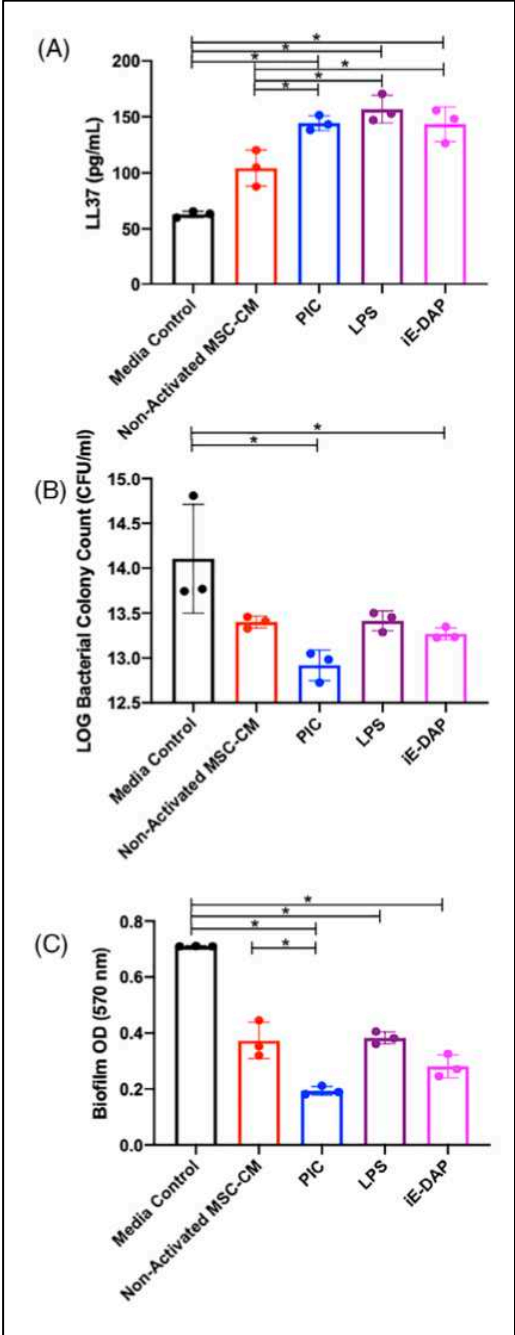 (A)
* * * * * *
LL37 (pg/mL)
200
150
100
50
0
Media Control
Non-Activated MSC-CM
PIC
LPS
iE-DAP
(B)
* *
LOG Bacterial Colony Count (CFU/ml)
15.0
14.5
14.0
13.5
13.0
12.5
Media Control
Non-Activated MSC-CM
PIC
LPS
iE-DAP
(C)
* * * *
Biofilm OD (570 nm)
0.8
0.6
0.4
0.2
0.0
Media Control
Non-Activated MSC-CM
PIC
LPS
iE-DAP